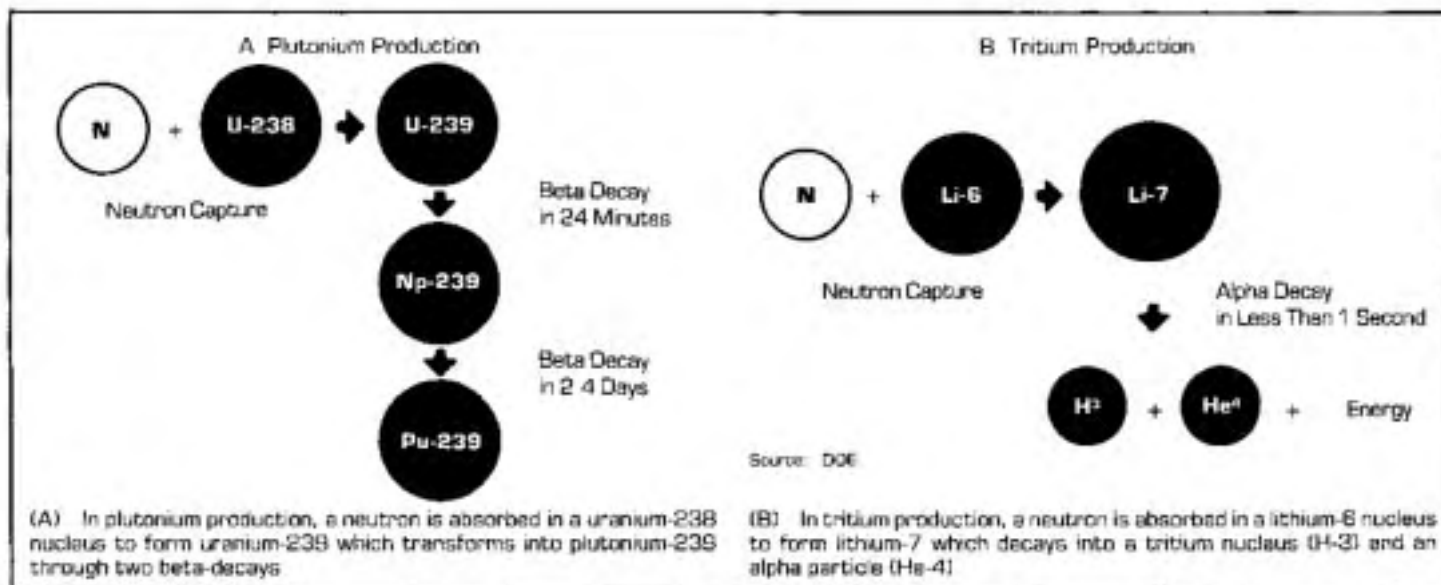 A Plutonium Production
N + U-238 U-239
Neutron Capture
Beta Decay
in 24 Minutes
Np-239
Beta Decay
in 2 4 Days
Pu-239
(A) In plutonium production, a neutron is absorbed in a uranium-238
nucleus to form uranium-239 which transforms into plutonium-239
through two beta-decays
B Tritium Production
N + Li-6 Li-7
Neutron Capture
Alpha Decay
in Less Than 1 Second
H³ + He⁴ + Energy
Source DOE
(B) In tritium production, a neutron is absorbed in a lithium-6 nucleus
to form lithium-7 which decays into a tritium nucleus (H-3) and an
alpha particle (He-4)